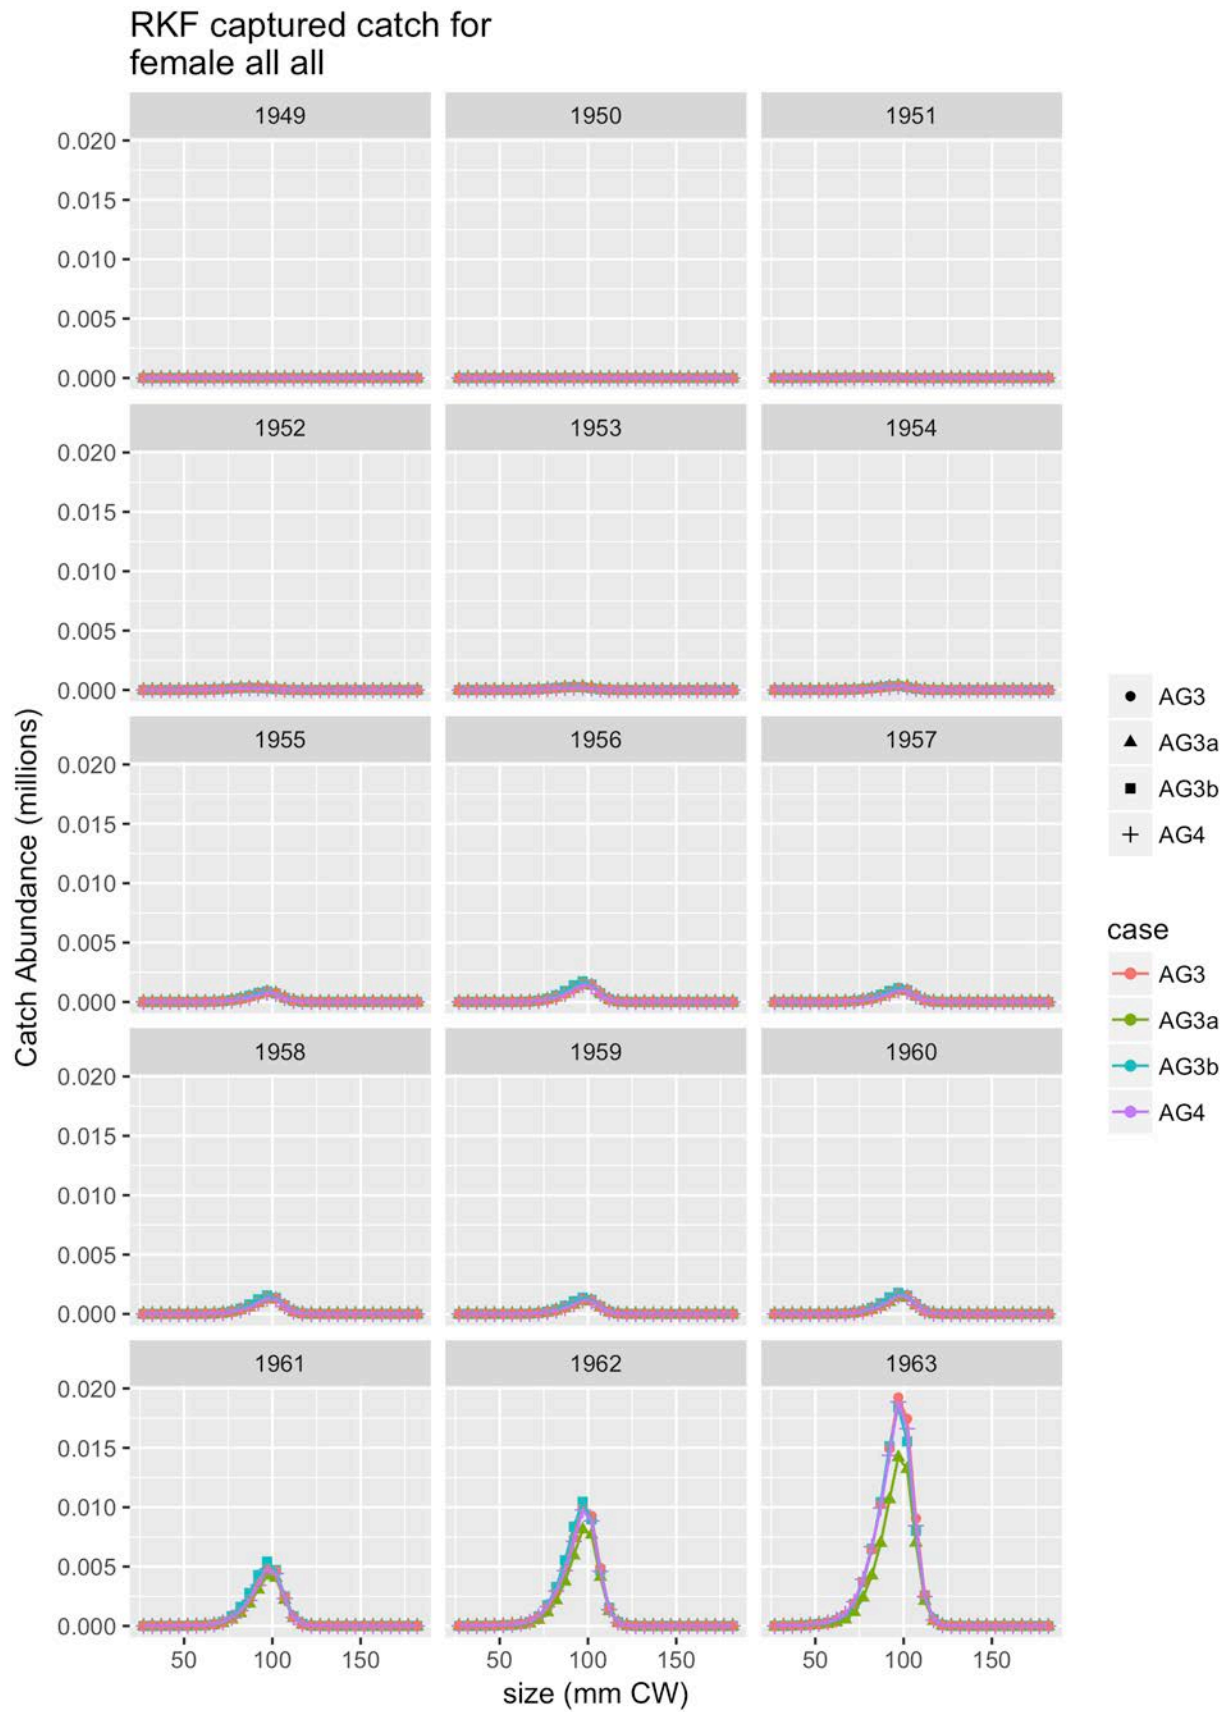 RKF captured catch for
female all all
1949 1950 1951
0.020
0.015
0.010
0.005
0.000
1952 1953 1954
0.020
0.015
0.010
0.005
0.000
1955 1956 1957
0.020
0.015
0.010
0.005
0.000
1958 1959 1960
0.020
0.015
0.010
0.005
0.000
1961 1962 1963
0.020
0.015
0.010
0.005
0.000
50 100 150 50 100 150 50 100 150
size (mm CW)
Catch Abundance (millions)
AG3
AG3a
AG3b
AG4
case
AG3
AG3a
AG3b
AG4